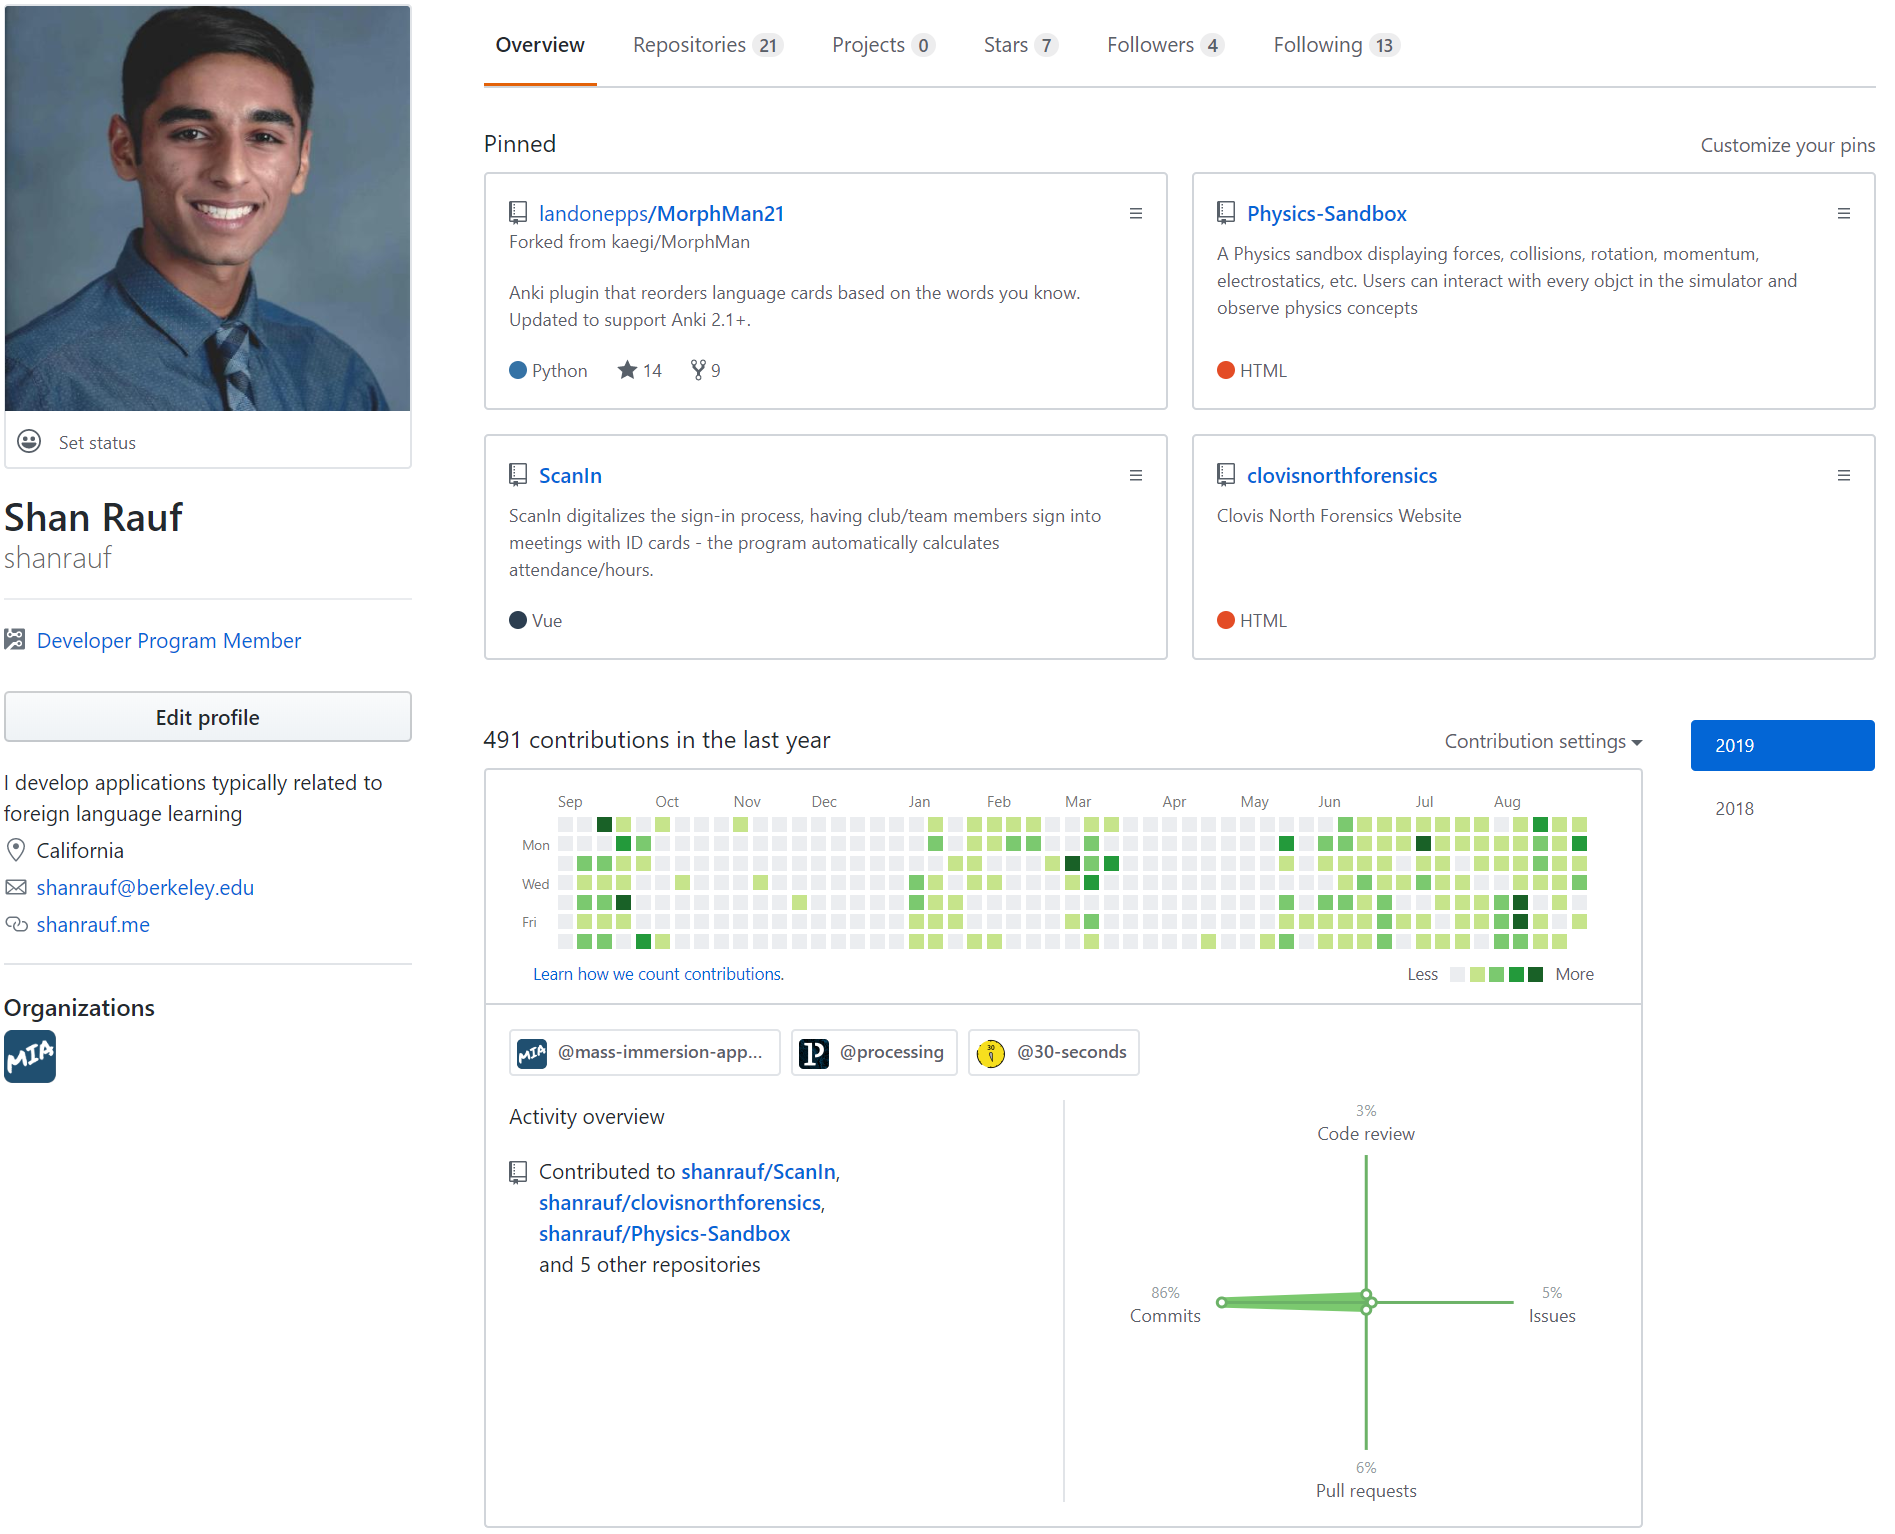 Overview
Repositories 21
Projects 0
Stars 7
Followers 4
Following 13
Set status
Shan Rauf
shanrauf
Developer Program Member
Edit profile
I develop applications typically related to
foreign language learning
California
shanrauf@berkeley.edu
shanrauf.me
Organizations
MIA
Pinned
Customize your pins
landonepps/MorphMan21
Forked from kaegi/MorphMan
Anki plugin that reorders language cards based on the words you know.
Updated to support Anki 2.1+.
Python 14 9
Physics-Sandbox
A Physics sandbox displaying forces, collisions, rotation, momentum,
electrostatics, etc. Users can interact with every objct in the simulator and
observe physics concepts
HTML
ScanIn
ScanIn digitalizes the sign-in process, having club/team members sign into
meetings with ID cards - the program automatically calculates
attendance/hours.
Vue
clovisnorthforensics
Clovis North Forensics Website
HTML
491 contributions in the last year
Contribution settings
2019
2018
Sep Oct Nov Dec Jan Feb Mar Apr May Jun Jul Aug
Mon
Wed
Fri
Learn how we count contributions.
Less More
MIA @mass-immersion-app...
P @processing
30 @30-seconds
Activity overview
Contributed to shanrauf/ScanIn,
shanrauf/clovisnorthforensics,
shanrauf/Physics-Sandbox
and 5 other repositories
3%
Code review
86%
Commits
5%
Issues
6%
Pull requests